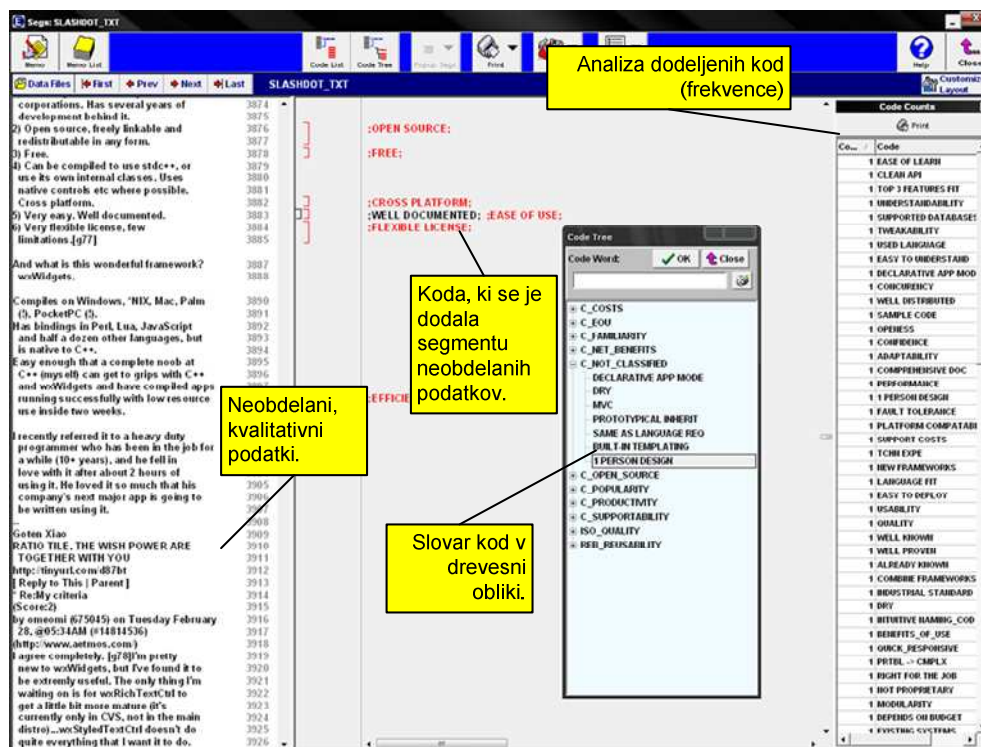 Segs: SLASHDOT_TXT
Memo
Memo List
Code List
Code Tree
Print
Help
Close
Data Files
First
Prev
Next
Last
SLASHDOT_TXT
Customize
Layout
Analiza dodeljenih kod
(frekvence)
corporations. Has several years of 3874
development behind it. 3875
2) Open source, freely linkable and 3876
redistributable in any form. 3877
3) Free. 3878
4) Can be compiled to use stdc++, or 3879
use its own internal classes. Uses 3880
native controls etc where possible. 3881
Cross platform. 3882
5) Very easy. Well documented. 3883
6) Very flexible license, few 3884
limitations.[g77] 3885
And what is this wonderful framework? 3887
wxWidgets. 3888
Compiles on Windows, *NIX, Mac, Palm 3890
(!), PocketPC (!). 3891
Has bindings in Perl, Lua, JavaScript 3892
and half a dozen other languages, but 3893
is native to C++. 3894
Easy enough that a complete noob at 3895
C++ (myself) can get to grips with C++ 3896
and wxWidgets and have compiled apps
running successfully with low resource
use inside two weeks.
I recently referred it to a heavy duty
programmer who has been in the job for
a while (10+ years), and he fell in
love with it after about 2 hours of
using it. He loved it so much that his 3905
company's next major app is going to 3906
be written using it. 3907
-- 3908
Goten Xiao 3909
RATIO TILE, THE WISH POWER ARE 3910
TOGETHER WITH YOU 3911
http://tinyurl.com/d87bt 3912
[ Reply to This | Parent ] 3913
* Re:My criteria 3914
(Score:2) 3915
by omeomi (675045) on Tuesday February 3916
28, @05:34AM (#14814536) 3917
(http://www.aetmos.com/) 3918
I agree completely. [g78]I'm pretty 3919
new to wxWidgets, but I've found it to 3920
be extremly useful. The only thing I'm 3921
waiting on is for wxRichTextCtrl to 3922
get a little bit more mature (it's 3923
currently only in CVS, not in the main 3924
distro)...wxStyledTextCtrl doesn't do 3925
quite everything that I want it to do. 3926
;OPEN SOURCE;
;FREE;
;CROSS PLATFORM;
;WELL DOCUMENTED; ;EASE OF USE;
;FLEXIBLE LICENSE;
;EFFICIE
Koda, ki se je
dodala
segmentu
neobdelanih
podatkov.
Neobdelani,
kvalitativni
podatki.
Slovar kod v
drevesni
obliki.
Code Tree
Code Word:
OK
Close
C_COSTS
C_EOU
C_FAMILIARITY
C_NET_BENEFITS
C_NOT_CLASSIFIED
DECLARATIVE APP MODE
DRY
MVC
PROTOTYPICAL INHERIT
SAME AS LANGUAGE REQ
BUILT-IN TEMPLATING
1 PERSON DESIGN
C_OPEN_SOURCE
C_POPULARITY
C_PRODUCTIVITY
C_SUPPORTABILITY
ISO_QUALITY
REB_REUSABILITY
Code Counts
Print
Co... / Code
1 EASE OF LEARN
1 CLEAN API
1 TOP 3 FEATURES FIT
1 UNDERSTANDABILITY
1 SUPPORTED DATABASES
1 TWEAKABILITY
1 USED LANGUAGE
1 EASY TO UNDERSTAND
1 DECLARATIVE APP MOD
1 CONCURENCY
1 WELL DISTRIBUTED
1 SAMPLE CODE
1 OPENESS
1 CONFIDENCE
1 ADAPTABILITY
1 COMPREHENSIVE DOC
1 PERFORMANCE
1 1 PERSON DESIGN
1 FAULT TOLERANCE
1 PLATFORM COMPATABI
1 SUPPORT COSTS
1 TCHN EXPE
1 NEW FRAMEWORKS
1 LANGUAGE FIT
1 EASY TO DEPLOY
1 USABILITY
1 QUALITY
1 WELL KNOWN
1 WELL PROVEN
1 ALREADY KNOWN
1 COMBINE FRAMEWORKS
1 INDUSTRIAL STANDARD
1 DRY
1 INTUITIVE NAMING_COD
1 BENEFITS_OF_USE
1 QUICK_RESPONSIVE
1 PRTBL -> CMPLX
1 RIGHT FOR THE JOB
1 NOT PROPRIETARY
1 MODULARITY
1 DEPENDS ON BUDGET
1 EXISTING SYSTEMS